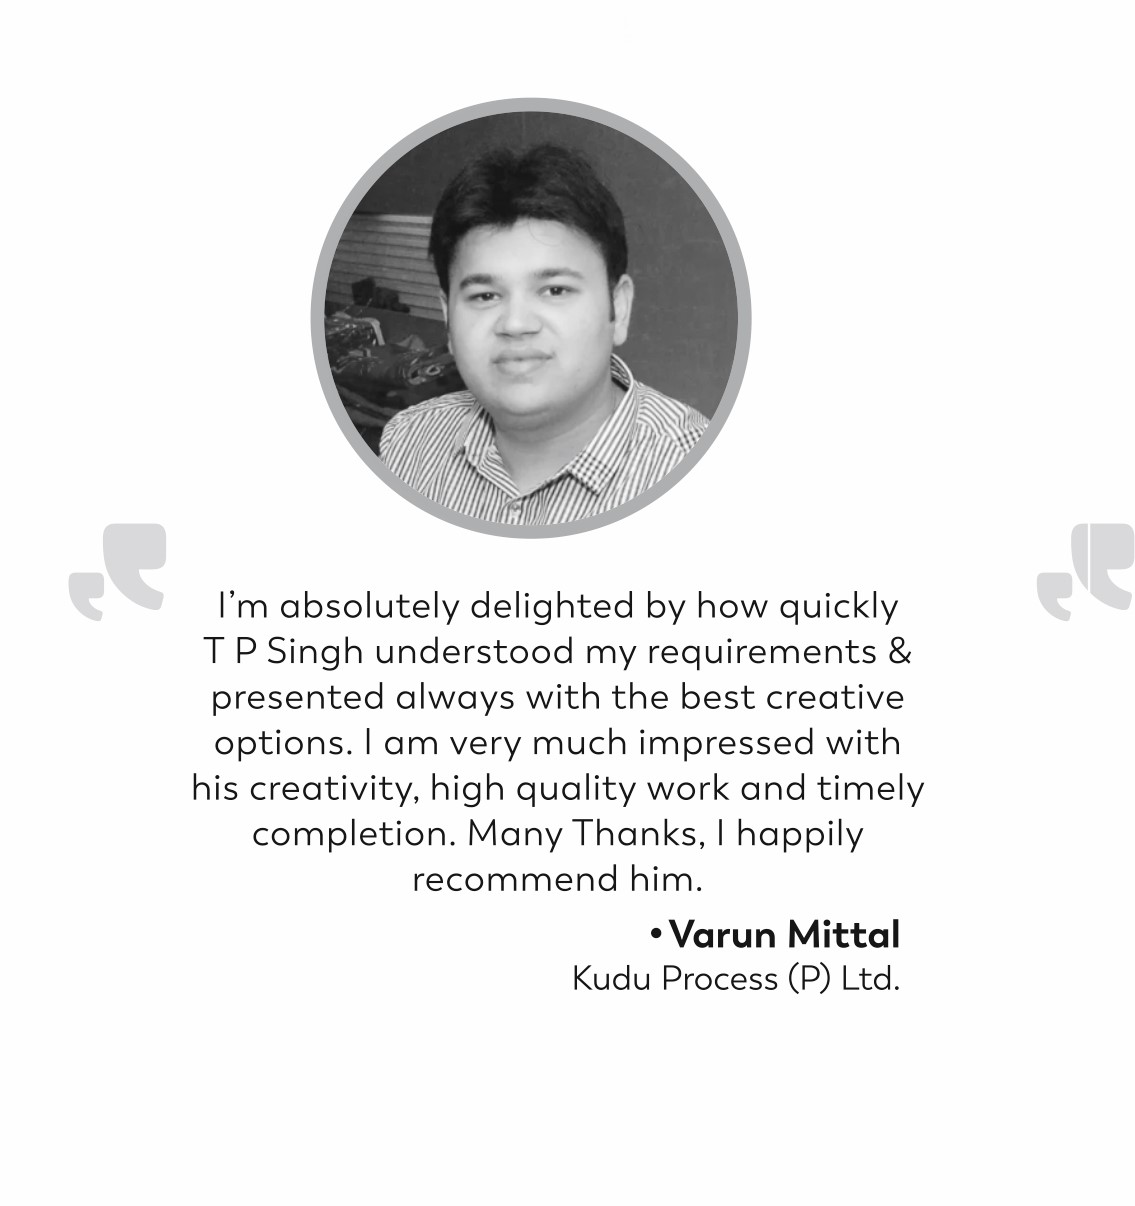 I’m absolutely delighted by how quickly
T P Singh understood my requirements &
presented always with the best creative
options. I am very much impressed with
his creativity, high quality work and timely
completion. Many Thanks, I happily
recommend him.
• Varun Mittal
Kudu Process (P) Ltd.